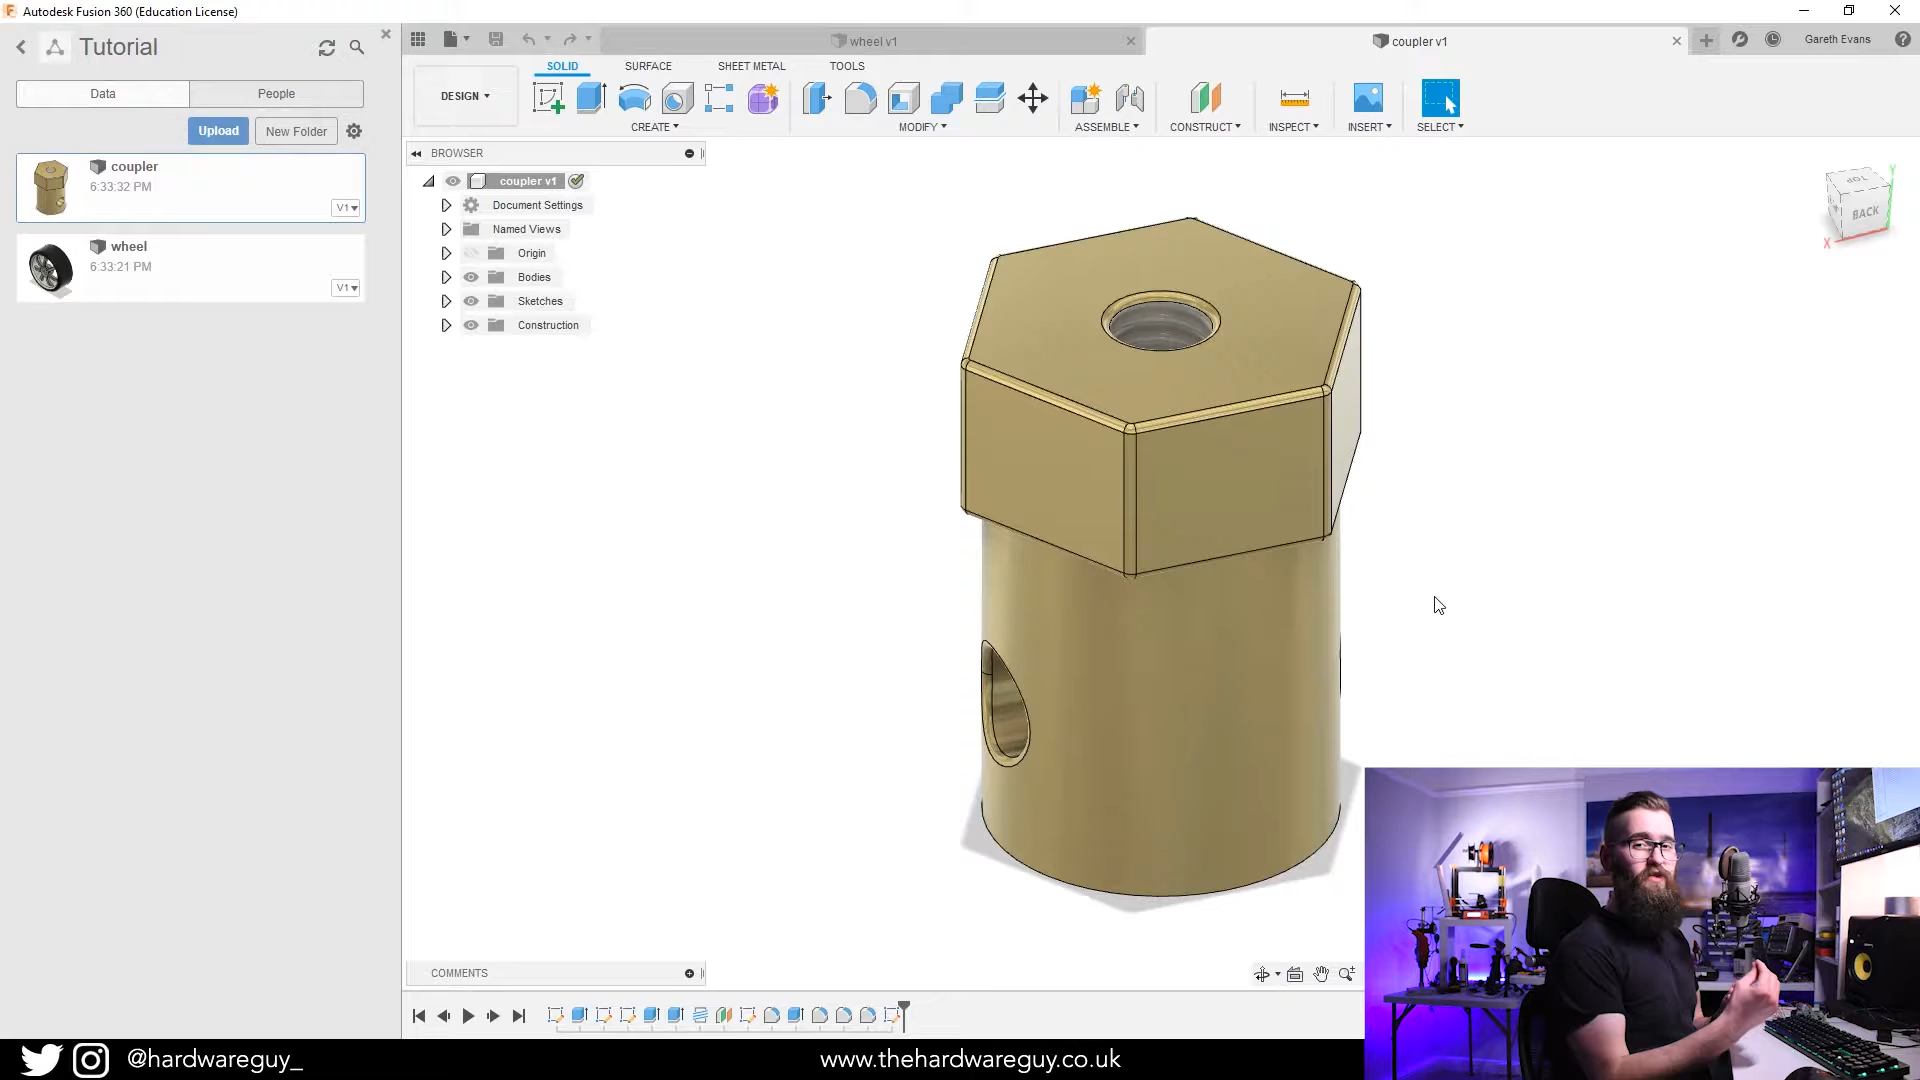 Autodesk Fusion 360 (Education License)
Tutorial
Data
People
Upload
New Folder
coupler
6:33:32 PM
V1
wheel
6:33:21 PM
V1
wheel v1
coupler v1
Gareth Evans
DESIGN
SOLID
SURFACE
SHEET METAL
TOOLS
CREATE
MODIFY
ASSEMBLE
CONSTRUCT
INSPECT
INSERT
SELECT
BROWSER
coupler v1
Document Settings
Named Views
Origin
Bodies
Sketches
Construction
TOP
BACK
X
Y
COMMENTS
@hardwareguy_
www.thehardwareguy.co.uk